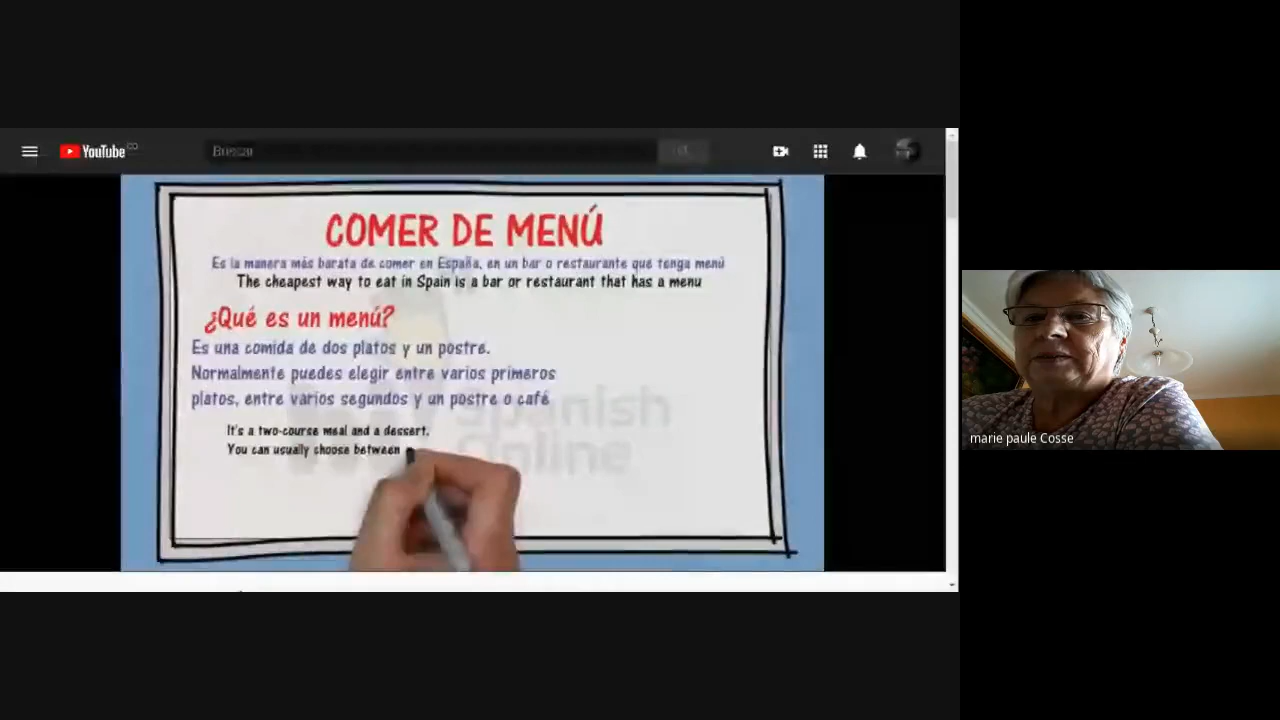 YouTube CO
Buscar
COMER DE MENÚ
Es la manera más barata de comer en España, en un bar o restaurante que tenga menú
The cheapest way to eat in Spain is a bar or restaurant that has a menu
¿Qué es un menú?
Es una comida de dos platos y un postre.
Normalmente puedes elegir entre varios primeros
platos, entre varios segundos y un postre o café
Spanish
Online
It's a two-course meal and a dessert.
You can usually choose between
marie paule Cosse